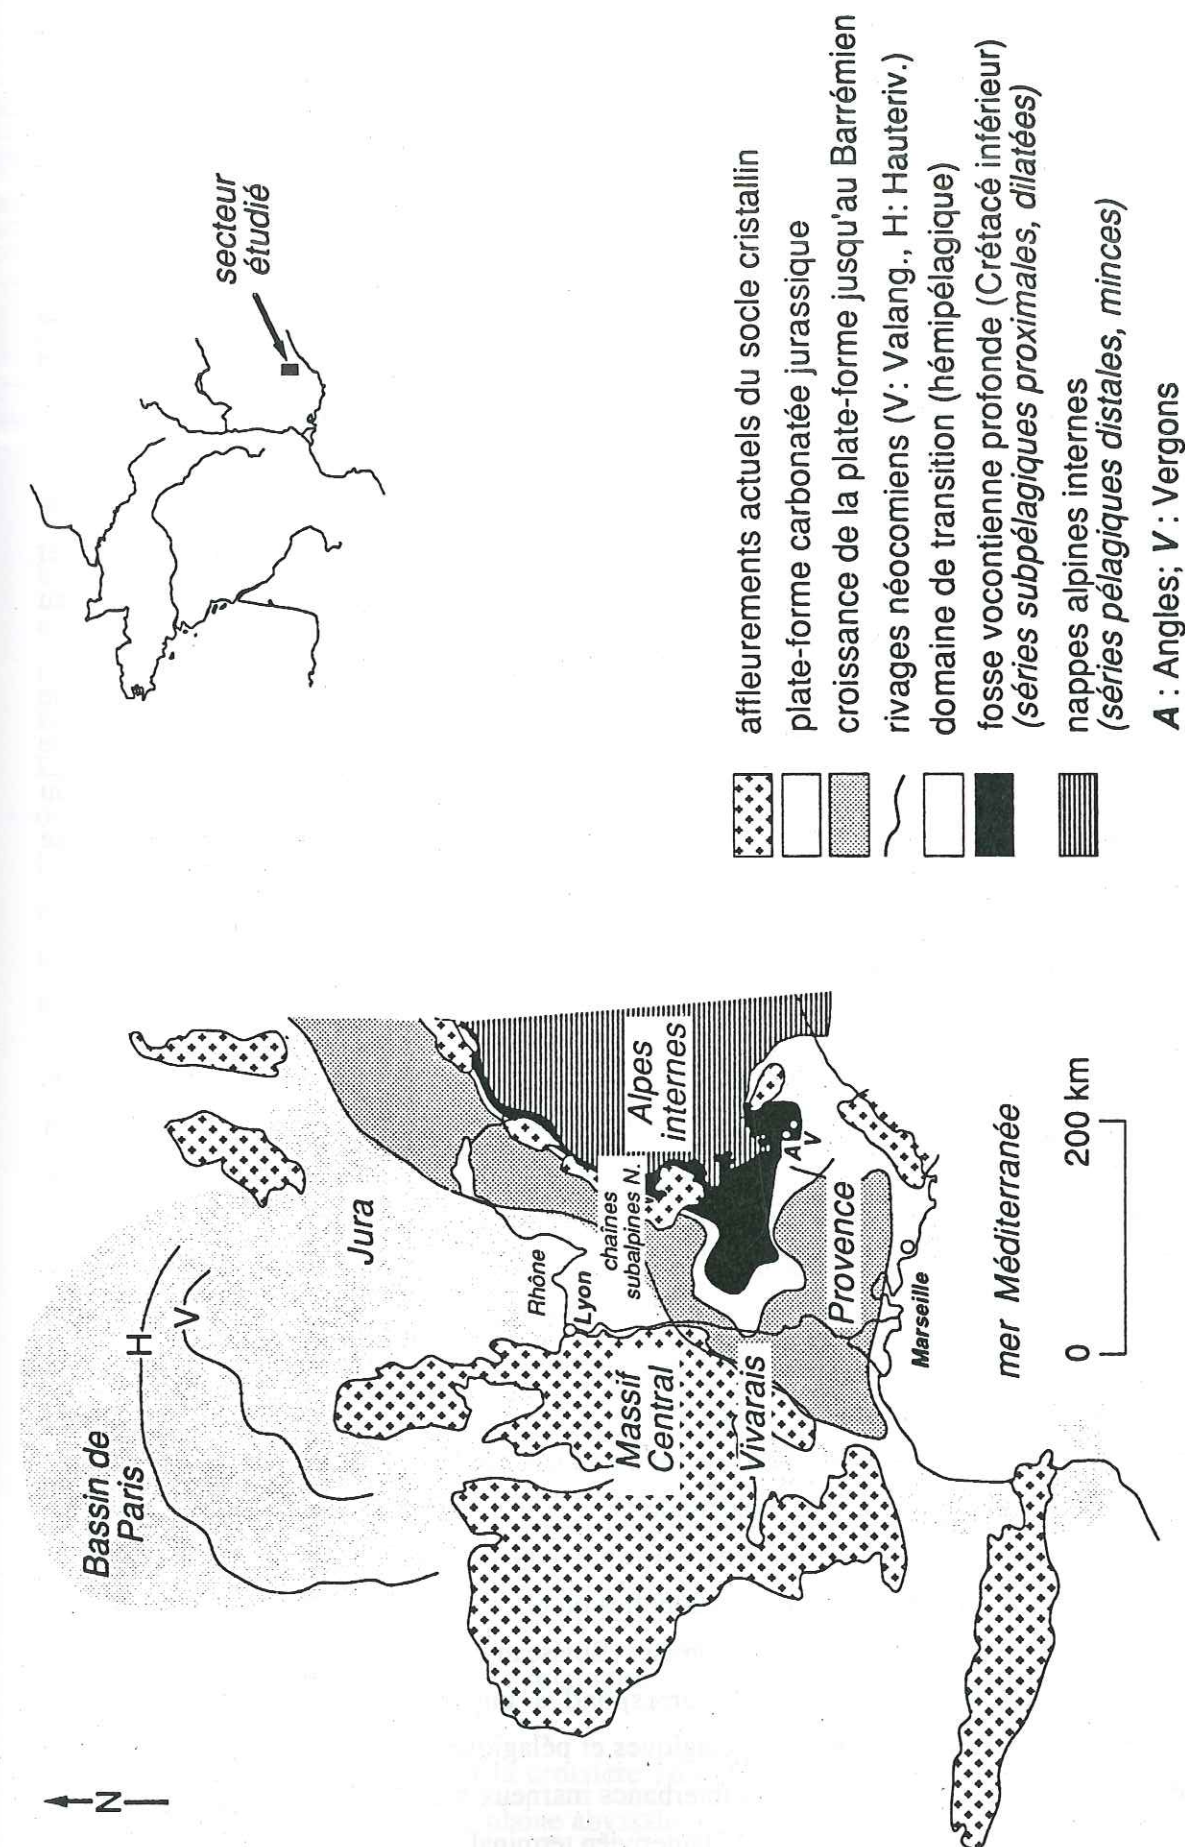 N
Bassin de
Paris
H
V
Jura
Rhône
Lyon
chaînes
subalpines N.
Alpes
internes
Massif
Central
Vivarais
A
V
Provence
Marseille
mer Méditerranée
0 200 km
secteur
étudié
affleurements actuels du socle cristallin
plate-forme carbonatée jurassique
croissance de la plate-forme jusqu'au Barrémien
rivages néocomiens (V: Valang., H: Hauteriv.)
domaine de transition (hémipélagique)
fosse vocontienne profonde (Crétacé inférieur)
(séries subpélagiques proximales, dilatées)
nappes alpines internes
(séries pélagiques distales, minces)
A : Angles; V : Vergons